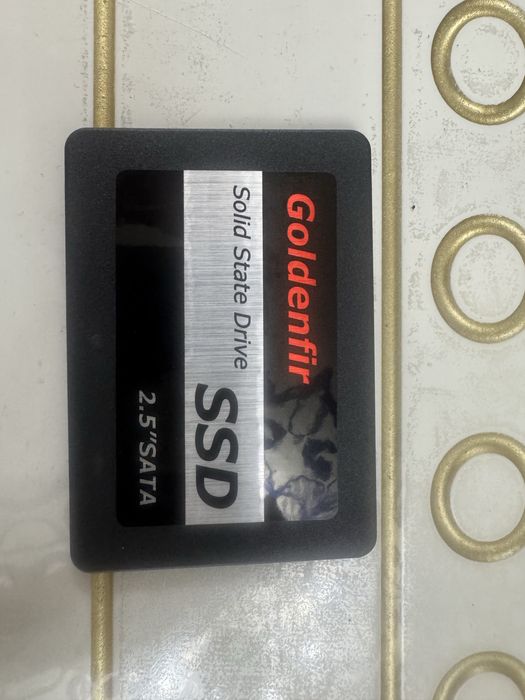 Goldenfir
Solid State Drive
SSD
2.5"SATA